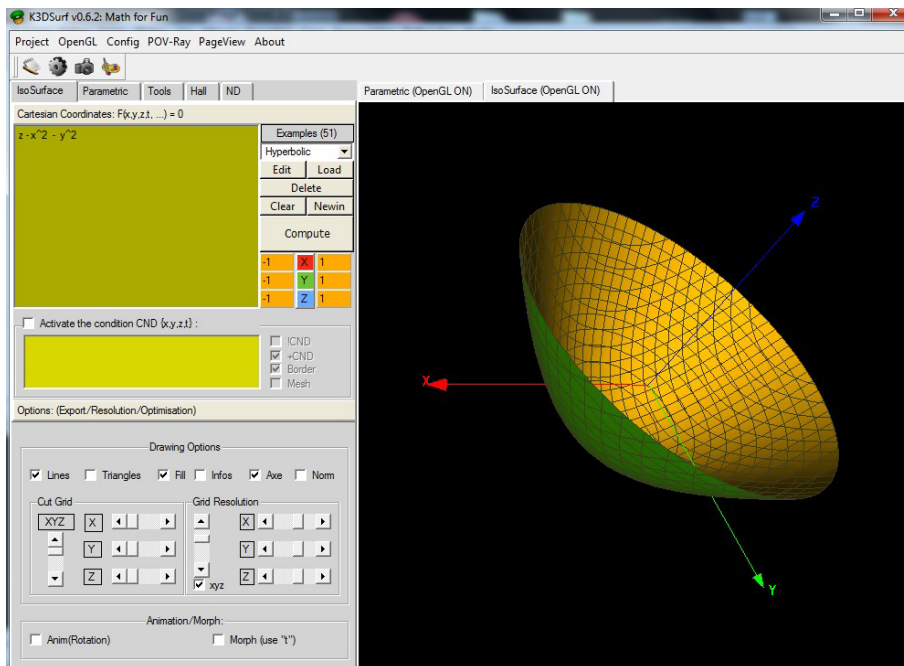 K3DSurf v0.6.2: Math for Fun
Project OpenGL Config POV-Ray PageView About
IsoSurface Parametric Tools Hall ND
Parametric (OpenGL ON) IsoSurface (OpenGL ON)
Cartesian Coordinates: F(x,y,z,t, ...) = 0
z -x^2 - y^2
Examples (51)
Hyperbolic
Edit Load
Delete
Clear Newin
Compute
-1 X 1
-1 Y 1
-1 Z 1
Activate the condition CND {x,y,z,t} :
!CND
+CND
Border
Mesh
Options: (Export/Resolution/Optimisation)
Drawing Options
Lines Triangles Fill Infos Axe Norm
Cut Grid Grid Resolution
XYZ X X
Y Y
Z Z
xyz
Animation/Morph:
Anim(Rotation) Morph (use "t")
Z
X
Y